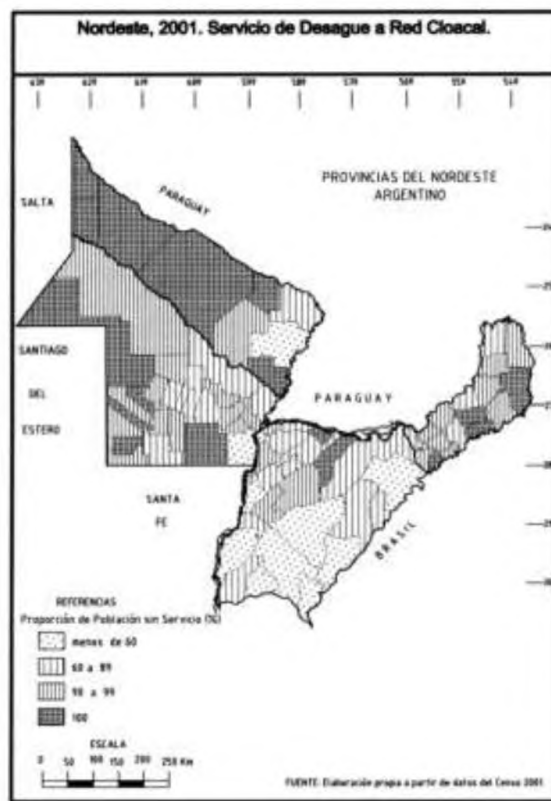 Nordeste, 2001. Servicio de Desague a Red Cloacal.
PROVINCIAS DEL NORDESTE
ARGENTINO
SALTA
PARAGUAY
SANTIAGO
DEL
ESTERO
PARAGUAY
SANTA
FE
BRASIL
REFERENCIAS
Proporción de Población sin Servicio (%)
menos de 60
60 a 89
90 a 99
100
ESCALA
0 50 100 150 200 250 Km
FUENTE: Elaboración propia a partir de datos del Censo 2001